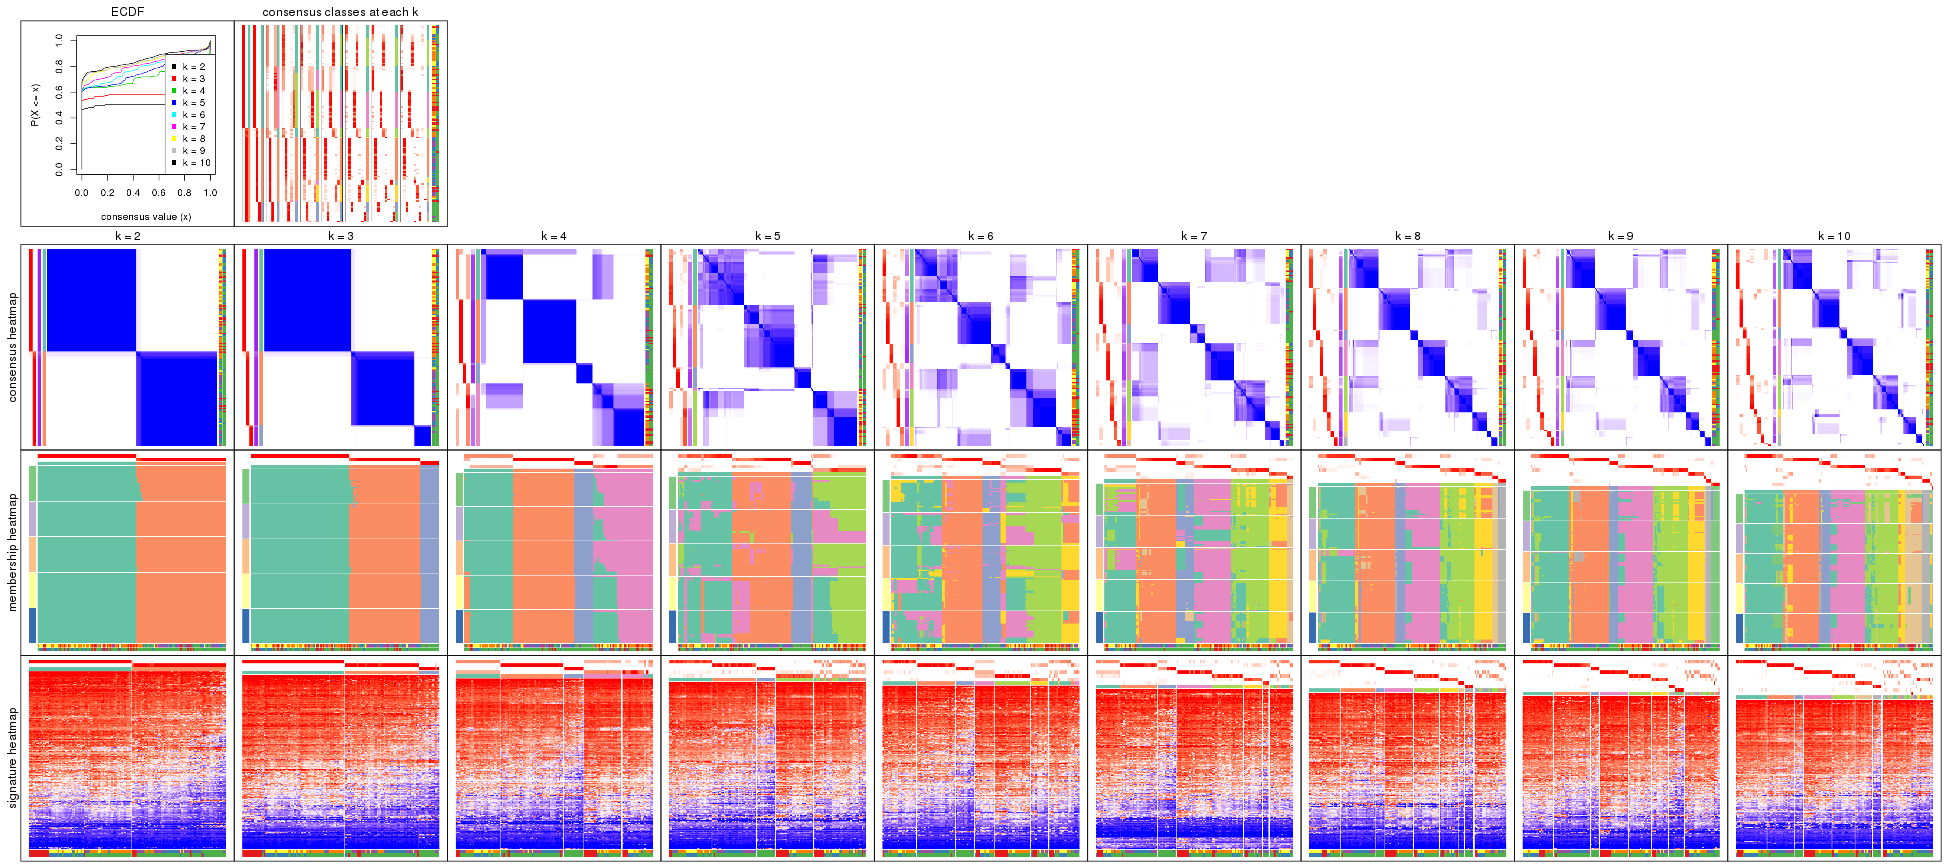 ECDF
consensus classes at each k
P(X <= x)
0.0
0.2
0.4
0.6
0.8
1.0
k = 2
k = 3
k = 4
k = 5
k = 6
k = 7
k = 8
k = 9
k = 10
0.0 0.2 0.4 0.6 0.8 1.0
consensus value (x)
k = 2 k = 3 k = 4 k = 5 k = 6 k = 7 k = 8 k = 9 k = 10
consensus heatmap
membership heatmap
signature heatmap